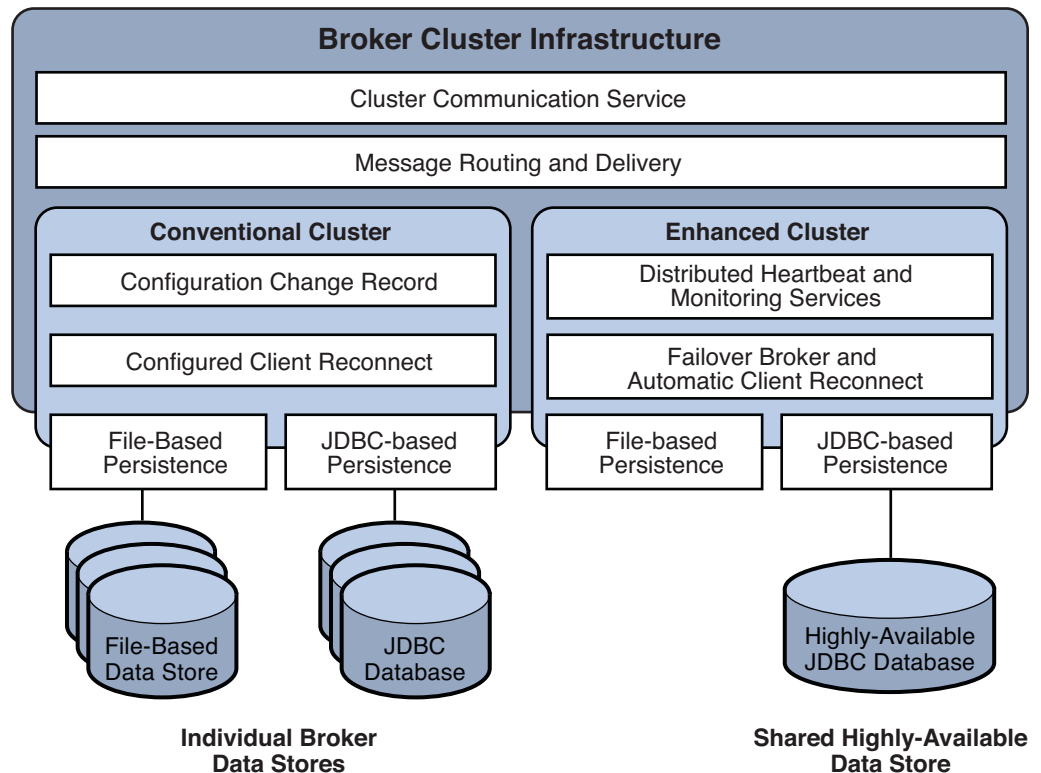 Broker Cluster Infrastructure
Cluster Communication Service
Message Routing and Delivery
Conventional Cluster
Configuration Change Record
Configured Client Reconnect
File-Based
Persistence
JDBC-based
Persistence
Enhanced Cluster
Distributed Heartbeat and
Monitoring Services
Failover Broker and
Automatic Client Reconnect
File-based
Persistence
JDBC-based
Persistence
File-Based
Data Store
JDBC
Database
Highly-Available
JDBC Database
Individual Broker
Data Stores
Shared Highly-Available
Data Store